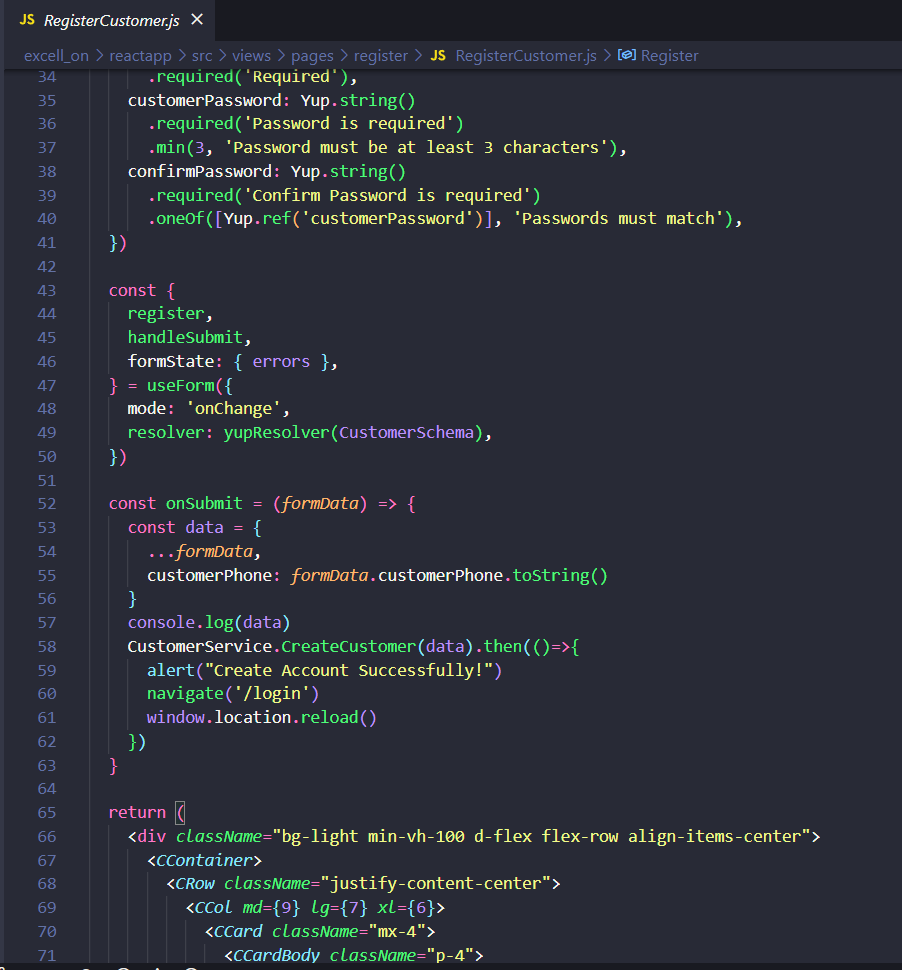 JS RegisterCustomer.js ×
excell_on > reactapp > src > views > pages > register > JS RegisterCustomer.js > Register
34 .required('Required'),
35 customerPassword: Yup.string()
36 .required('Password is required')
37 .min(3, 'Password must be at least 3 characters'),
38 confirmPassword: Yup.string()
39 .required('Confirm Password is required')
40 .oneOf([Yup.ref('customerPassword')], 'Passwords must match'),
41 })
42
43 const {
44 register,
45 handleSubmit,
46 formState: { errors },
47 } = useForm({
48 mode: 'onChange',
49 resolver: yupResolver(CustomerSchema),
50 })
51
52 const onSubmit = (formData) => {
53 const data = {
54 ...formData,
55 customerPhone: formData.customerPhone.toString()
56 }
57 console.log(data)
58 CustomerService.CreateCustomer(data).then(()=>{
59 alert("Create Account Successfully!")
60 navigate('/login')
61 window.location.reload()
62 })
63 }
64
65 return (
66 <div className="bg-light min-vh-100 d-flex flex-row align-items-center">
67 <CContainer>
68 <CRow className="justify-content-center">
69 <CCol md={9} lg={7} xl={6}>
70 <CCard className="mx-4">
71 <CCardBody className="p-4">